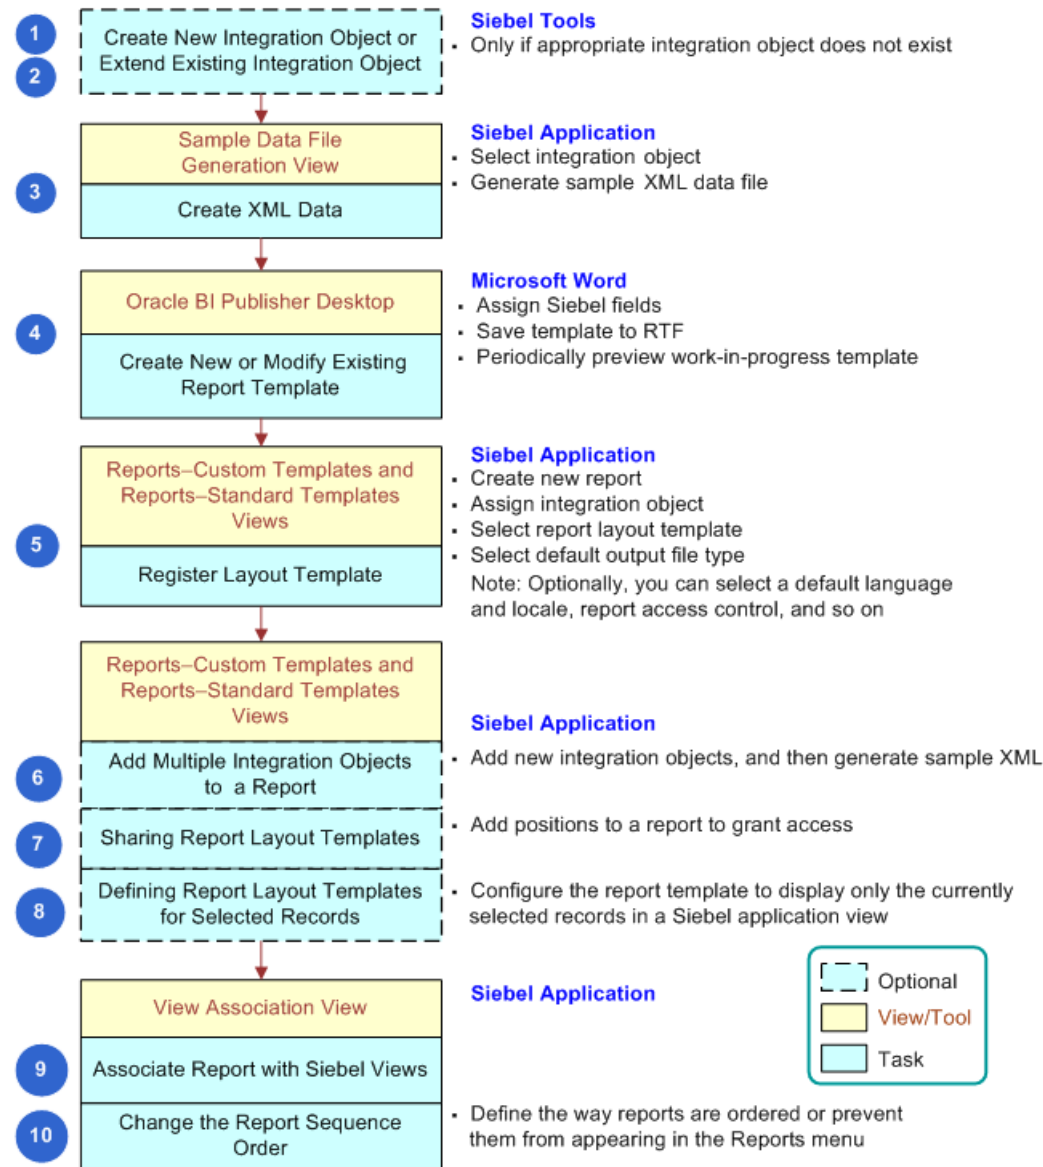 1
2
Create New Integration Object or
Extend Existing Integration Object
Siebel Tools
▪ Only if appropriate integration object does not exist
3
Sample Data File
Generation View
Create XML Data
Siebel Application
▪ Select integration object
▪ Generate sample XML data file
4
Oracle BI Publisher Desktop
Create New or Modify Existing
Report Template
Microsoft Word
▪ Assign Siebel fields
▪ Save template to RTF
▪ Periodically preview work-in-progress template
5
Reports–Custom Templates and
Reports–Standard Templates
Views
Register Layout Template
Siebel Application
▪ Create new report
▪ Assign integration object
▪ Select report layout template
▪ Select default output file type
Note: Optionally, you can select a default language
and locale, report access control, and so on
Reports–Custom Templates and
Reports–Standard Templates
Views
Siebel Application
6
Add Multiple Integration Objects
to a Report
▪ Add new integration objects, and then generate sample XML
7
Sharing Report Layout Templates
▪ Add positions to a report to grant access
8
Defining Report Layout Templates
for Selected Records
▪ Configure the report template to display only the currently
selected records in a Siebel application view
View Association View
Siebel Application
9
Associate Report with Siebel Views
10
Change the Report Sequence
Order
▪ Define the way reports are ordered or prevent
them from appearing in the Reports menu
Optional
View/Tool
Task